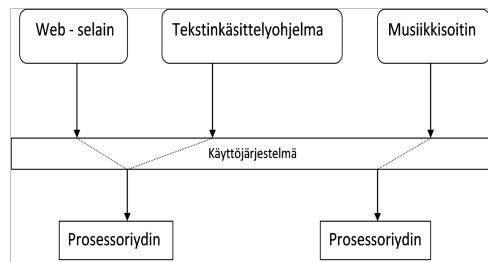 Web - selain
Tekstinkäsittelyohjelma
Musiikkisoitin
Käyttöjärjestelmä
Prosessoriydin
Prosessoriydin